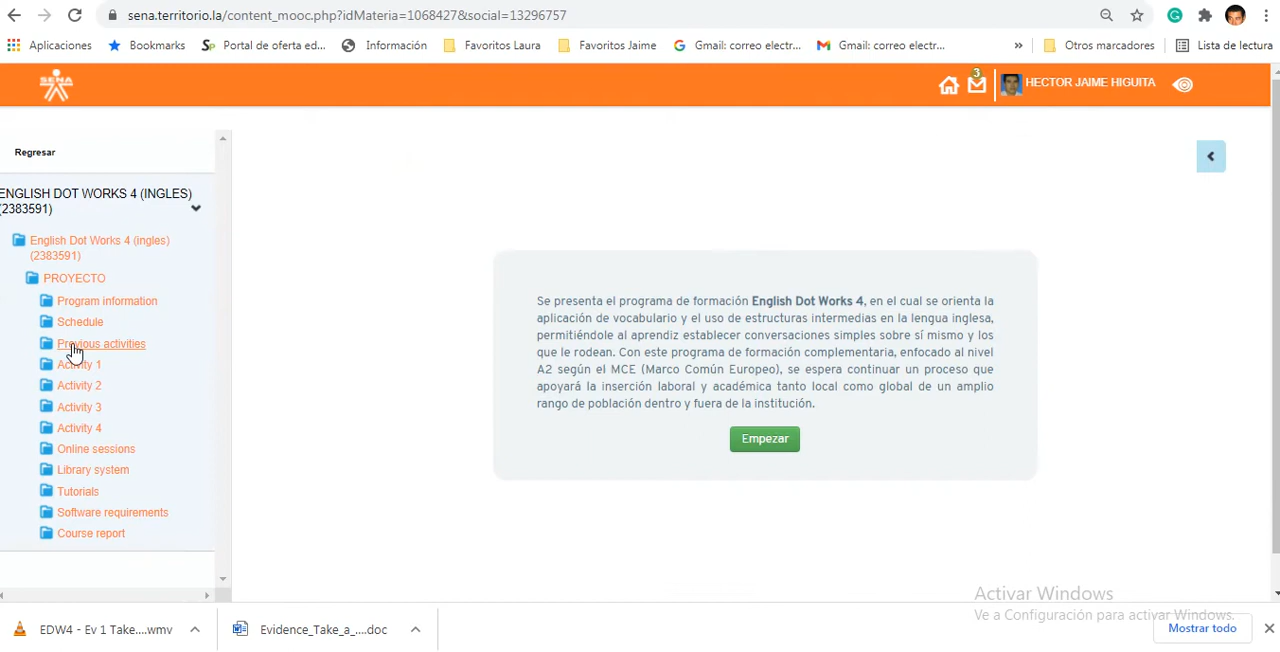 sena.territorio.la/content_mooc.php?idMateria=1068427&social=13296757
Aplicaciones Bookmarks Portal de oferta ed... Información Favoritos Laura Favoritos Jaime Gmail: correo electr... Gmail: correo electr... » Otros marcadores Lista de lectura
SENA 3 HECTOR JAIME HIGUITA
Regresar
ENGLISH DOT WORKS 4 (INGLES)
(2383591)
English Dot Works 4 (ingles)
(2383591)
PROYECTO
Program information
Schedule
Previous activities
Activity 1
Activity 2
Activity 3
Activity 4
Online sessions
Library system
Tutorials
Software requirements
Course report
Se presenta el programa de formación English Dot Works 4, en el cual se orienta la
aplicación de vocabulario y el uso de estructuras intermedias en la lengua inglesa,
permitiéndole al aprendiz establecer conversaciones simples sobre sí mismo y los
que le rodean. Con este programa de formación complementaria, enfocado al nivel
A2 según el MCE (Marco Común Europeo), se espera continuar un proceso que
apoyará la inserción laboral y académica tanto local como global de un amplio
rango de población dentro y fuera de la institución.
Empezar
Activar Windows
Ve a Configuración para activar Windows.
EDW4 - Ev 1 Take....wmv Evidence_Take_a_....doc Mostrar todo